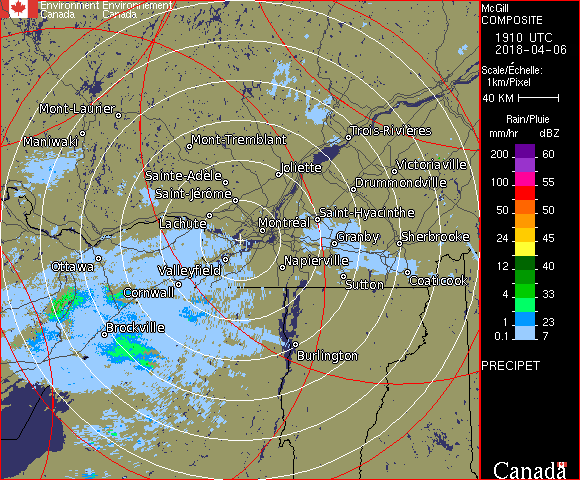 Environment Environnement
Canada Canada
McGill
COMPOSITE
1910 UTC
2018-04-06
Scale/Échelle:
1km/Pixel
40 KM
Rain/Pluie
mm/hr dBZ
200 60
100 55
50 50
24 45
12 40
4 33
1 23
0.1 7
PRECIPET
Canada
Mont-Laurier
Maniwaki
Mont-Tremblant
Trois-Rivières
Sainte-Adèle
Joliette
Victoriaville
Saint-Jérôme
Drummondville
Lachute
Saint-Hyacinthe
Montréal
Granby
Sherbrooke
Ottawa
Valleyfield
Napierville
Cornwall
Sutton
Coaticook
Brockville
Burlington